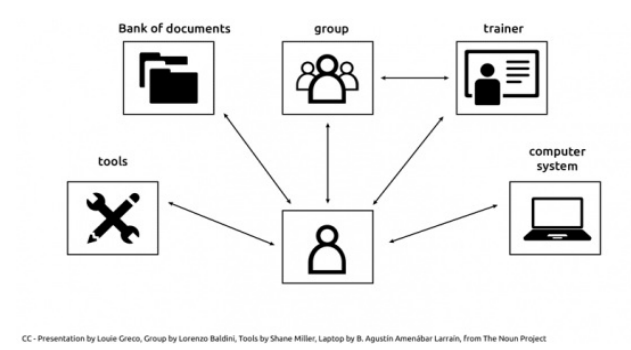 Bank of documents
group
trainer
tools
computer
system
CC - Presentation by Louie Greco, Group by Lorenzo Baldini, Tools by Shane Miller, Laptop by B. Agustín Amenábar Larraín, from The Noun Project